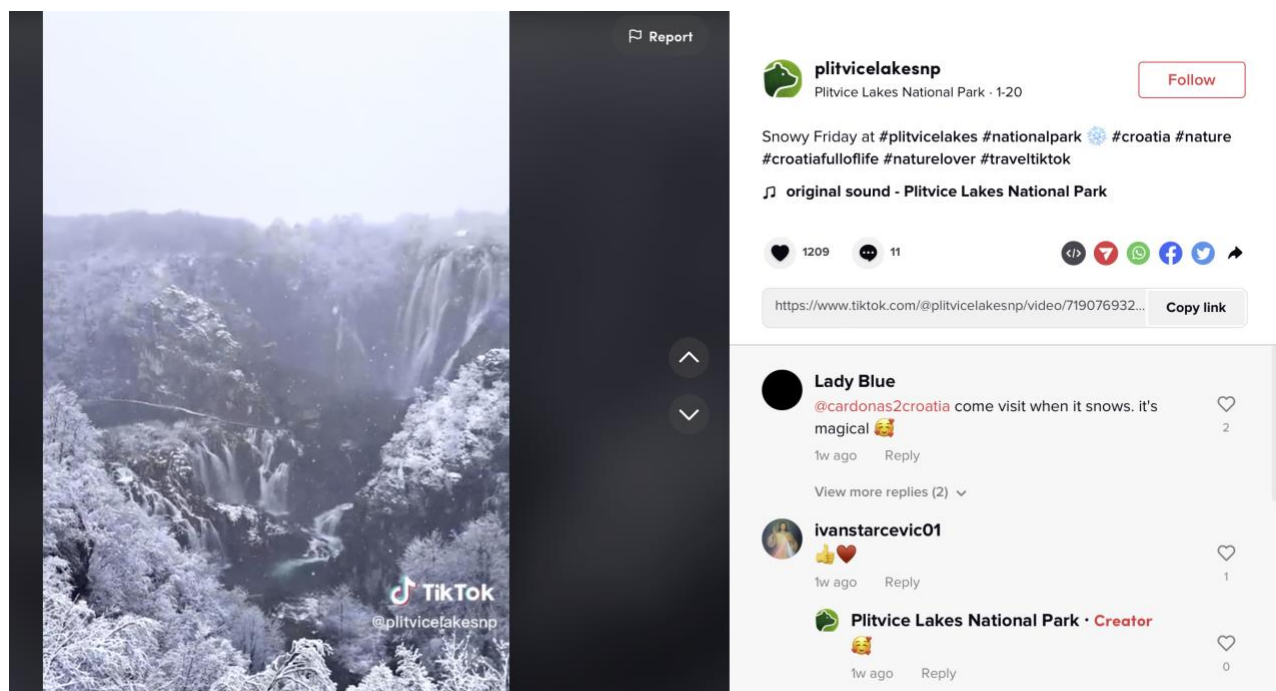 Report
TikTok
@plitvicelakesnp
plitvicelakesnp
Plitvice Lakes National Park · 1-20
Follow
Snowy Friday at #plitvicelakes #nationalpark ❄️ #croatia #nature
#croatiafulloflife #naturelover #traveltiktok
original sound - Plitvice Lakes National Park
1209
11
https://www.tiktok.com/@plitvicelakesnp/video/719076932...
Copy link
Lady Blue
@cardonas2croatia come visit when it snows. it's
magical 🥰
2
1w ago Reply
View more replies (2)
ivanstarcevic01
👍♥️
1w ago Reply
1
Plitvice Lakes National Park · Creator
🥰
1w ago Reply
0